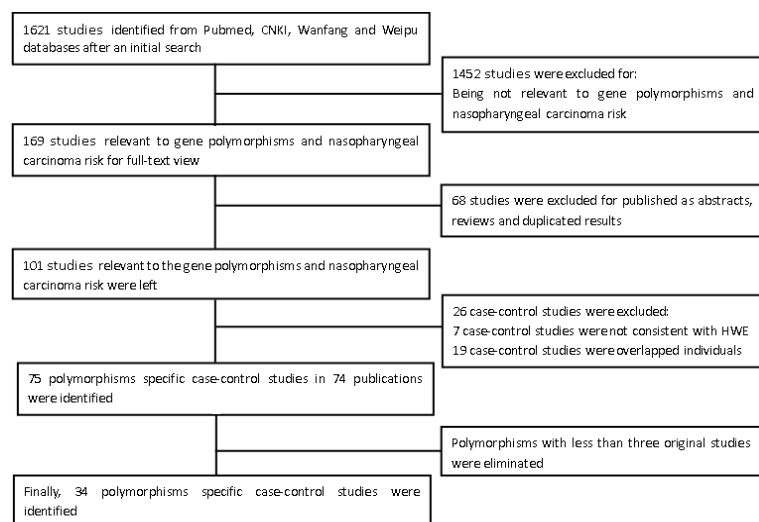 1621 studies identified from Pubmed, CNKI, Wanfang and Weipu
databases after an initial search
1452 studies were excluded for:
Being not relevant to gene polymorphisms and
nasopharyngeal carcinoma risk
169 studies relevant to gene polymorphisms and nasopharyngeal
carcinoma risk for full-text view
68 studies were excluded for published as abstracts,
reviews and duplicated results
101 studies relevant to the gene polymorphisms and nasopharyngeal
carcinoma risk were left
26 case-control studies were excluded:
7 case-control studies were not consistent with HWE
19 case-control studies were overlapped individuals
75 polymorphisms specific case-control studies in 74 publications
were identified
Polymorphisms with less than three original studies
were eliminated
Finally, 34 polymorphisms specific case-control studies were
identified